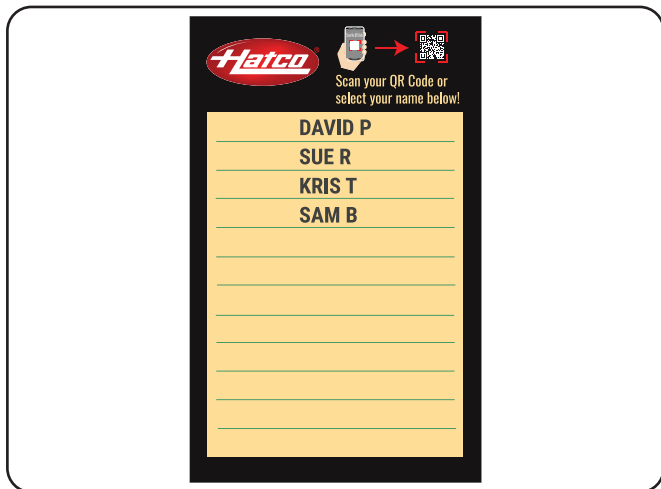 Hatco
Scan your QR Code or
select your name below!
DAVID P
SUE R
KRIS T
SAM B